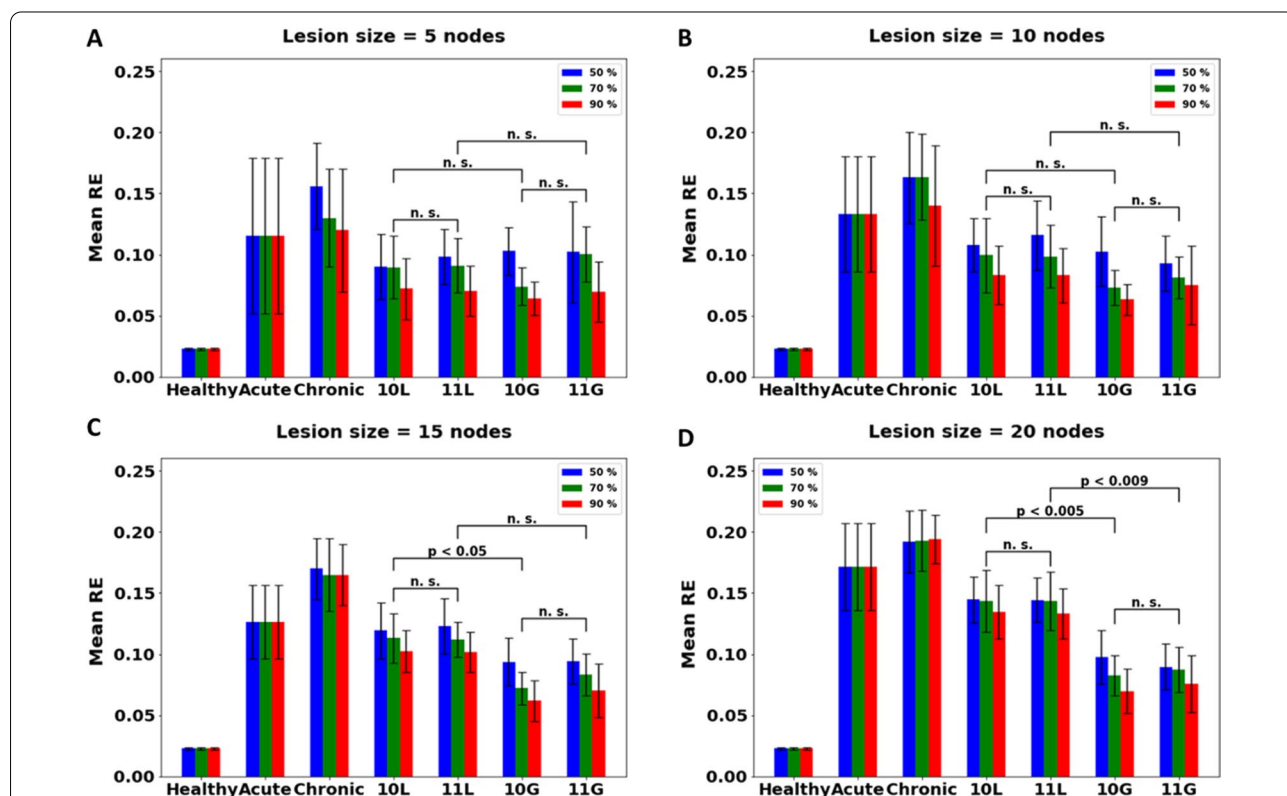 A
Lesion size = 5 nodes
Mean RE
0.25
0.20
0.15
0.10
0.05
0.00
50 %
70 %
90 %
n. s.
n. s.
n. s.
n. s.
Healthy Acute Chronic 10L 11L 10G 11G
B
Lesion size = 10 nodes
Mean RE
0.25
0.20
0.15
0.10
0.05
0.00
50 %
70 %
90 %
n. s.
n. s.
n. s.
n. s.
Healthy Acute Chronic 10L 11L 10G 11G
C
Lesion size = 15 nodes
Mean RE
0.25
0.20
0.15
0.10
0.05
0.00
50 %
70 %
90 %
n. s.
p < 0.05
n. s.
n. s.
Healthy Acute Chronic 10L 11L 10G 11G
D
Lesion size = 20 nodes
Mean RE
0.25
0.20
0.15
0.10
0.05
0.00
50 %
70 %
90 %
p < 0.009
p < 0.005
n. s.
n. s.
Healthy Acute Chronic 10L 11L 10G 11G